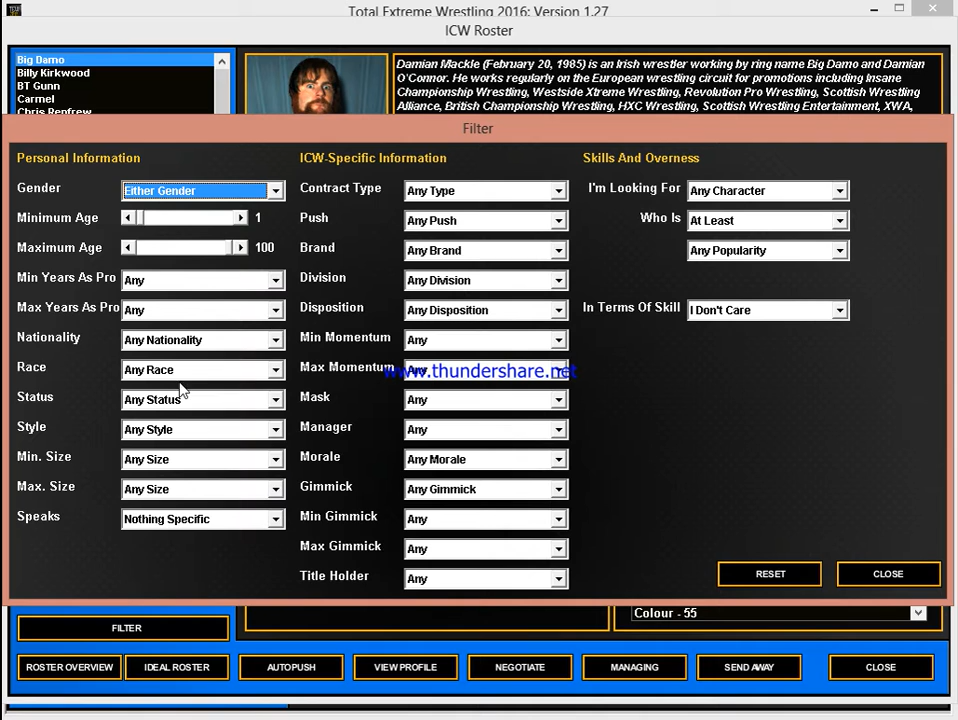 Total Extreme Wrestling 2016: Version 1.27
ICW Roster
Big Damo
Billy Kirkwood
BT Gunn
Carmel
Chris Renfrew
Damian Mackle (February 20, 1985) is an Irish wrestler working by ring name Big Damo and Damian
O'Connor. He works regularly on the European wrestling circuit for promotions including Insane
Championship Wrestling, Westside Xtreme Wrestling, Revolution Pro Wrestling, Scottish Wrestling
Alliance, British Championship Wrestling, HXC Wrestling, Scottish Wrestling Entertainment, XWA,
Filter
Personal Information
Gender Either Gender
Minimum Age 1
Maximum Age 100
Min Years As Pro Any
Max Years As Pro Any
Nationality Any Nationality
Race Any Race
Status Any Status
Style Any Style
Min. Size Any Size
Max. Size Any Size
Speaks Nothing Specific
ICW-Specific Information
Contract Type Any Type
Push Any Push
Brand Any Brand
Division Any Division
Disposition Any Disposition
Min Momentum Any
Max Momentum Any
www.thundershare.net
Mask Any
Manager Any
Morale Any Morale
Gimmick Any Gimmick
Min Gimmick Any
Max Gimmick Any
Title Holder Any
Skills And Overness
I'm Looking For Any Character
Who Is At Least
Any Popularity
In Terms Of Skill I Don't Care
RESET CLOSE
Colour - 55
FILTER
ROSTER OVERVIEW IDEAL ROSTER AUTOPUSH VIEW PROFILE NEGOTIATE MANAGING SEND AWAY CLOSE